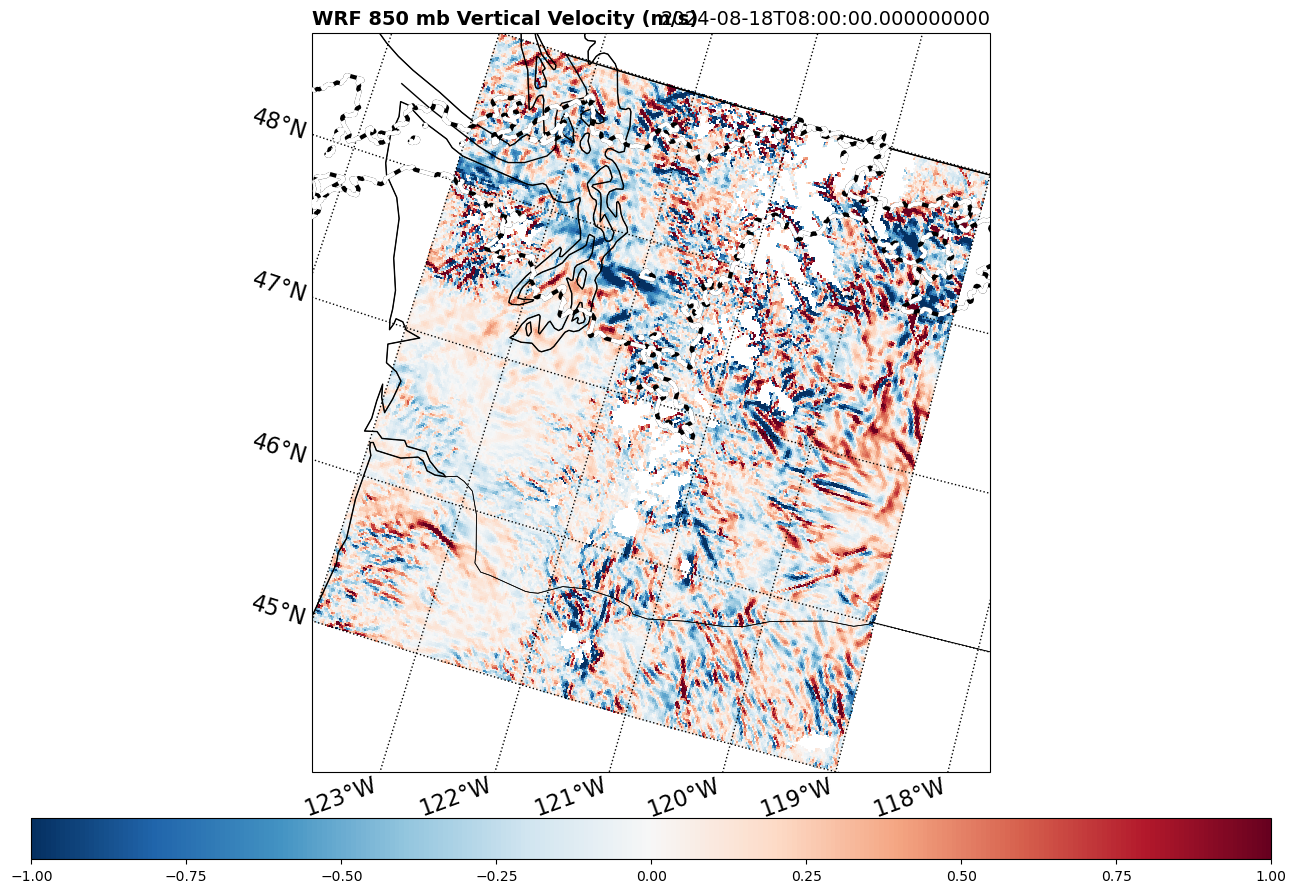 WRF 850 mb Vertical Velocity (m/s) 2024-08-18T08:00:00.000000000
48°N
47°N
46°N
45°N
123°W 122°W 121°W 120°W 119°W 118°W
−1.00 −0.75 −0.50 −0.25 0.00 0.25 0.50 0.75 1.00